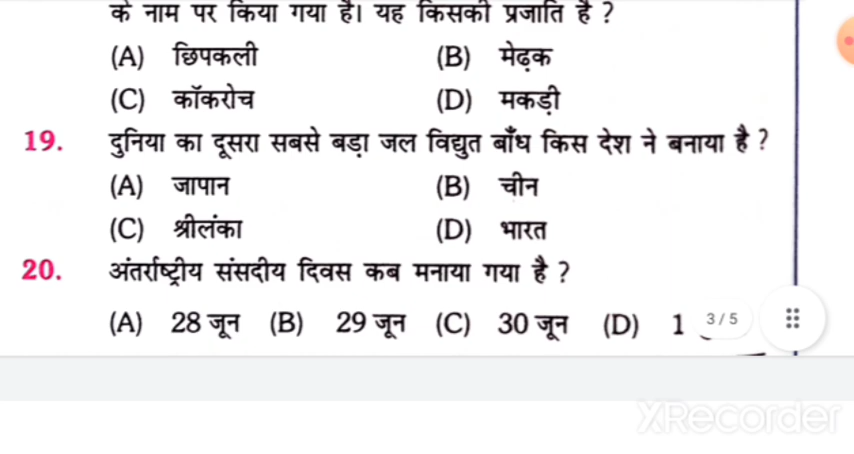 के नाम पर किया गया है। यह किसकी प्रजाति है ?
(A) छिपकली (B) मेढ़क
(C) कॉकरोच (D) मकड़ी
19. दुनिया का दूसरा सबसे बड़ा जल विद्युत बाँध किस देश ने बनाया है ?
(A) जापान (B) चीन
(C) श्रीलंका (D) भारत
20. अंतर्राष्ट्रीय संसदीय दिवस कब मनाया गया है ?
(A) 28 जून (B) 29 जून (C) 30 जून (D) 1
3 / 5
XRecorder